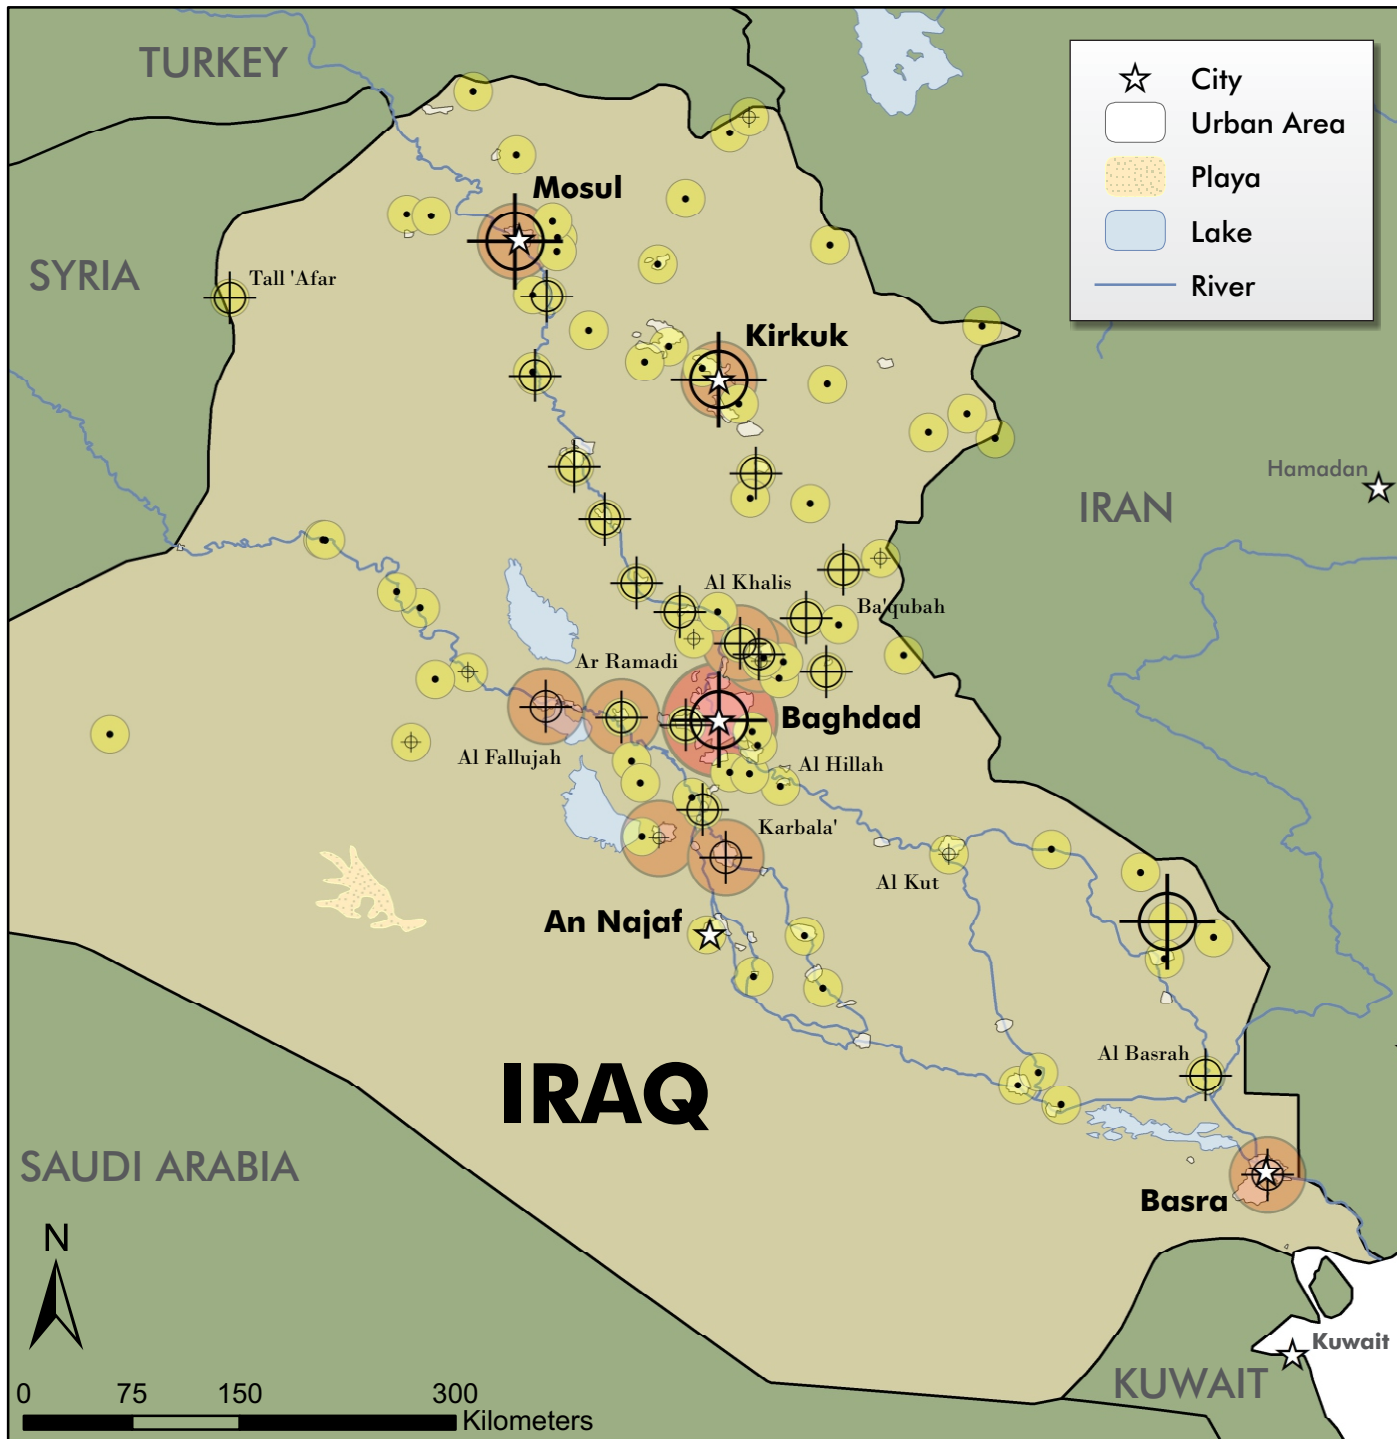 TURKEY
City
Urban Area
Playa
Lake
River
Mosul
SYRIA
Tall 'Afar
Kirkuk
Hamadan
IRAN
Al Khalis
Ba'qubah
Ar Ramadi
Baghdad
Al Fallujah
Al Hillah
Karbala'
Al Kut
An Najaf
IRAQ
Al Basrah
SAUDI ARABIA
Basra
N
Kuwait
KUWAIT
0 75 150 300
Kilometers